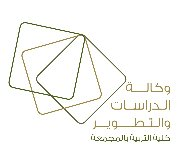 وكالة
الدراسات
والتطوير
كلية التربية بالمجمعة